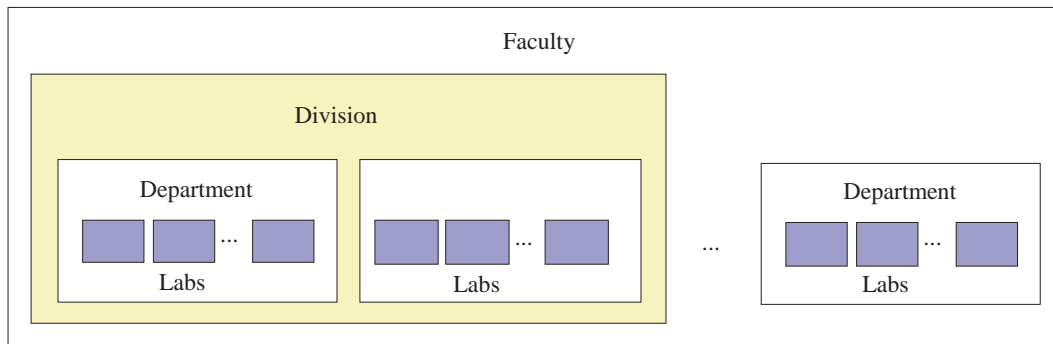 Faculty
Division
Department
...
Labs
...
Labs
...
Department
...
Labs